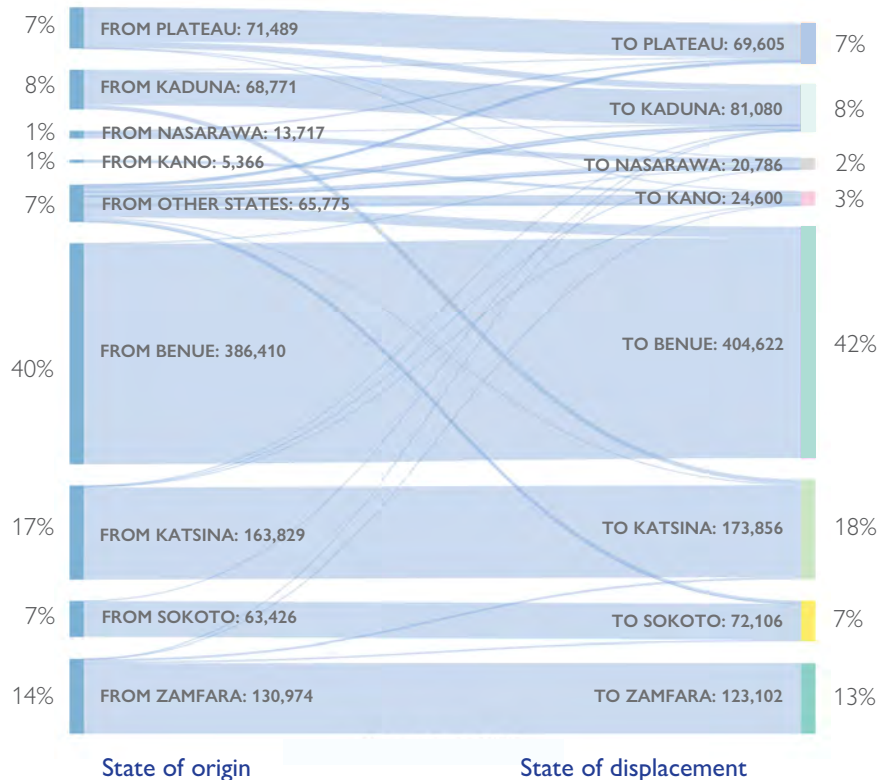 7% FROM PLATEAU: 71,489
TO PLATEAU: 69,605 7%
8% FROM KADUNA: 68,771
TO KADUNA: 81,080 8%
1% FROM NASARAWA: 13,717
1% FROM KANO: 5,366
TO NASARAWA: 20,786 2%
7% FROM OTHER STATES: 65,775
TO KANO: 24,600 3%
40% FROM BENUE: 386,410
TO BENUE: 404,622 42%
17% FROM KATSINA: 163,829
TO KATSINA: 173,856 18%
7% FROM SOKOTO: 63,426
TO SOKOTO: 72,106 7%
14% FROM ZAMFARA: 130,974
TO ZAMFARA: 123,102 13%
State of origin
State of displacement